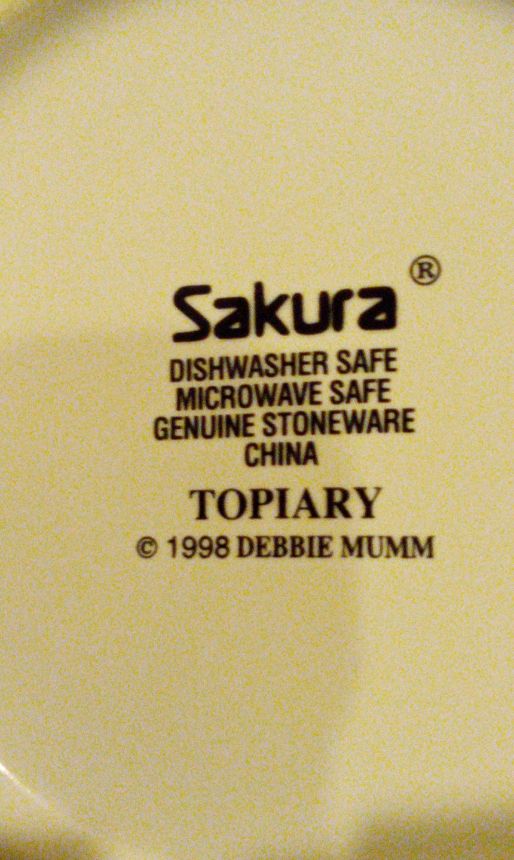 Sakura ®
DISHWASHER SAFE
MICROWAVE SAFE
GENUINE STONEWARE
CHINA
TOPIARY
© 1998 DEBBIE MUMM